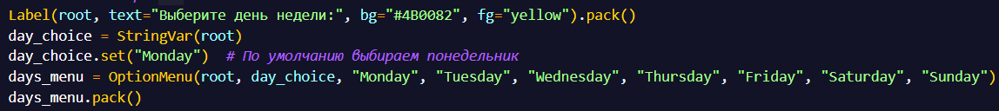 Label(root, text="Выберите день недели:", bg="#4B0082", fg="yellow").pack()
day_choice = StringVar(root)
day_choice.set("Monday")  # По умолчанию выбираем понедельник
days_menu = OptionMenu(root, day_choice, "Monday", "Tuesday", "Wednesday", "Thursday", "Friday", "Saturday", "Sunday")
days_menu.pack()